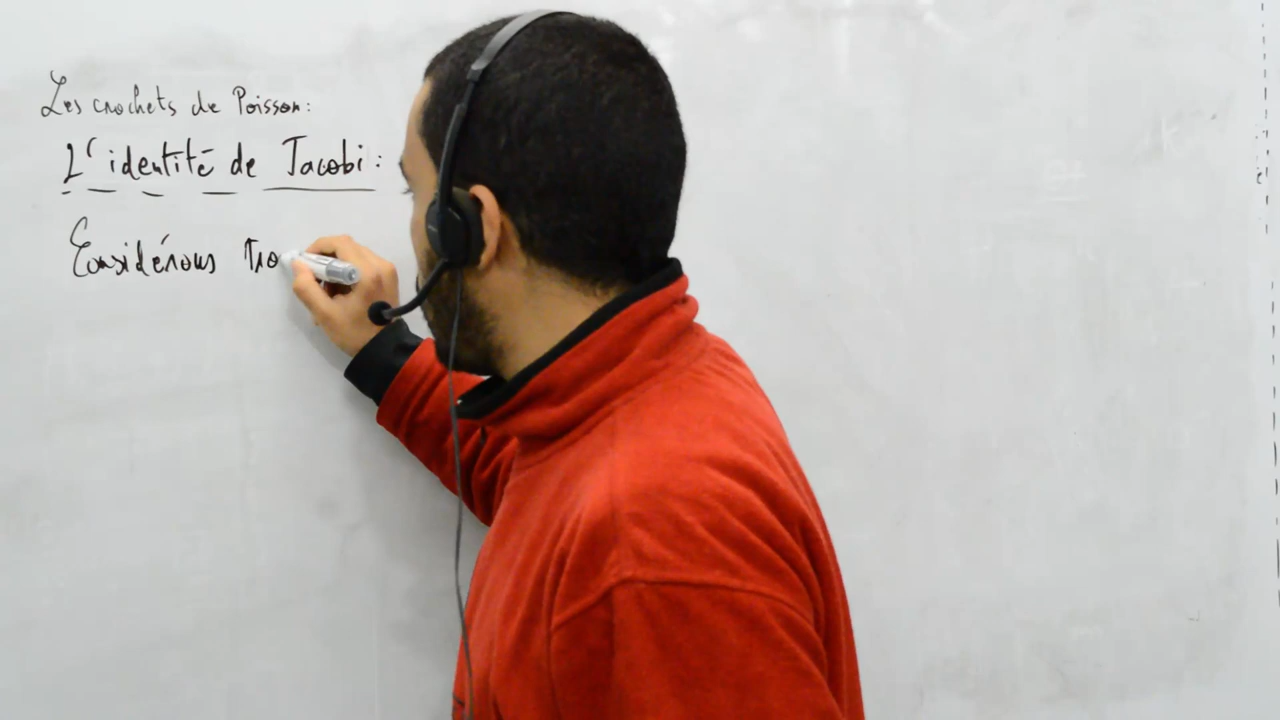 Les crochets de Poisson:
L'identité de Jacobi:
Considérons Tro